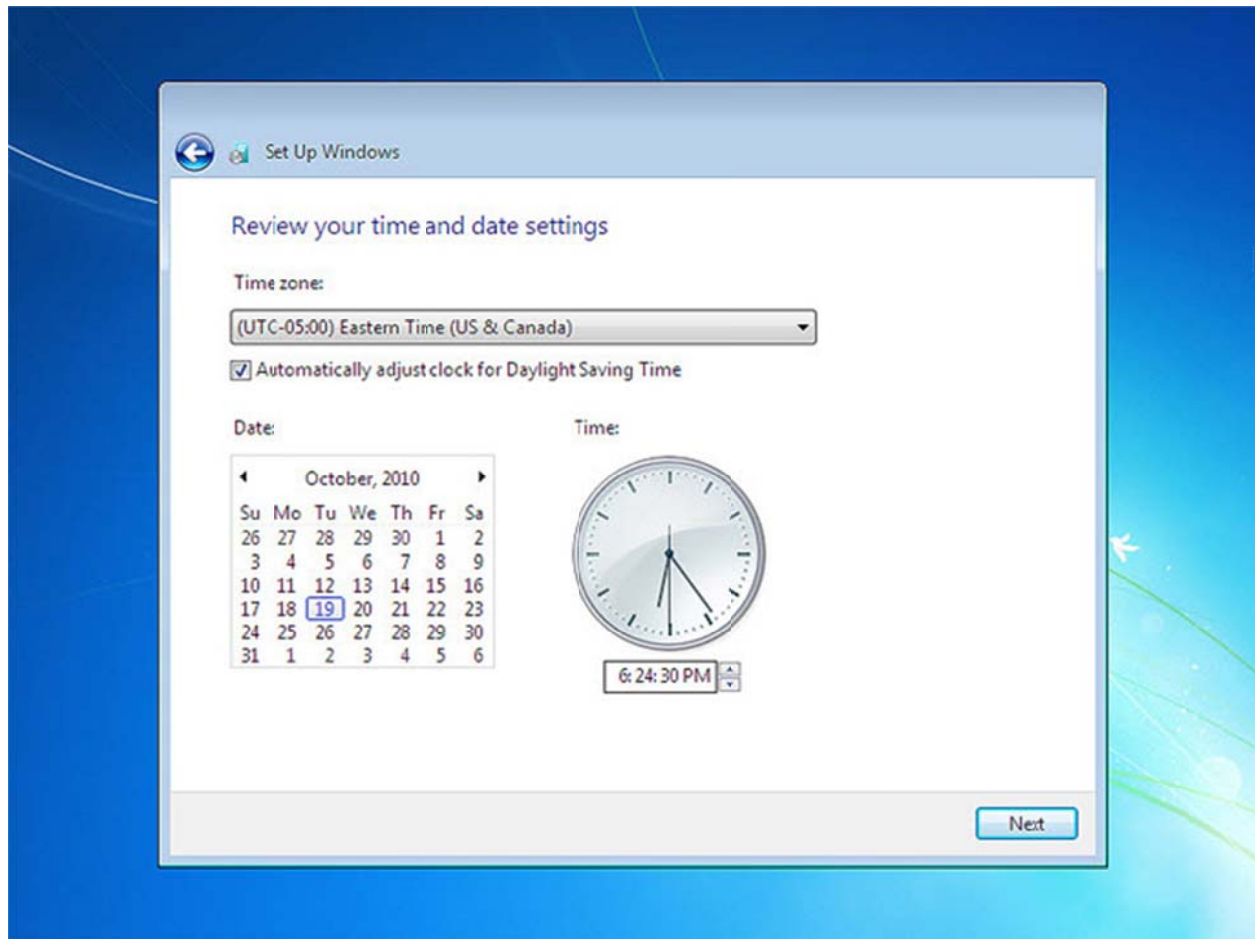 Set Up Windows
Review your time and date settings
Time zone:
(UTC-05:00) Eastern Time (US & Canada)
Automatically adjust clock for Daylight Saving Time
Date: Time:
October, 2010
Su Mo Tu We Th Fr Sa
26 27 28 29 30 1 2
3 4 5 6 7 8 9
10 11 12 13 14 15 16
17 18 19 20 21 22 23
24 25 26 27 28 29 30
31 1 2 3 4 5 6
6:24:30 PM
Next